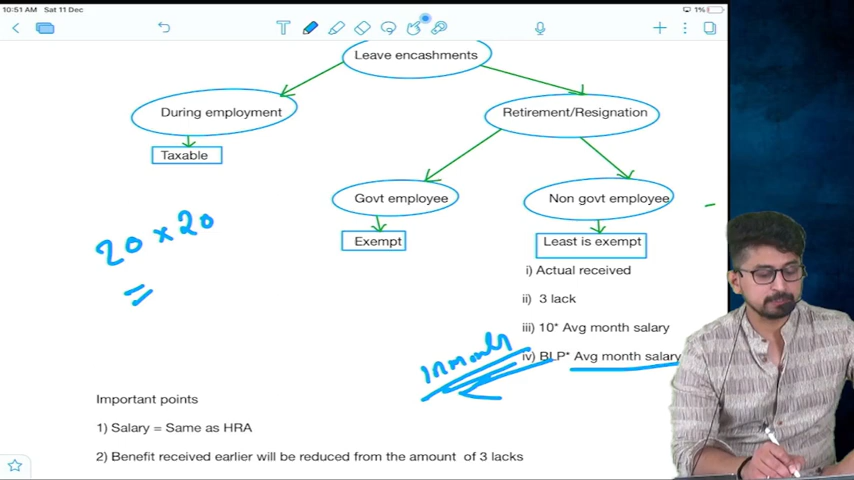 10:51 AM Sat 11 Dec
1%
T
Leave encashments
During employment
Retirement/Resignation
Taxable
Govt employee
Non govt employee
Exempt
Least is exempt
20 x 20
=
i) Actual received
ii) 3 lack
iii) 10* Avg month salary
iv) BLP* Avg month salary
In month
Important points
1) Salary = Same as HRA
2) Benefit received earlier will be reduced from the amount of 3 lacks